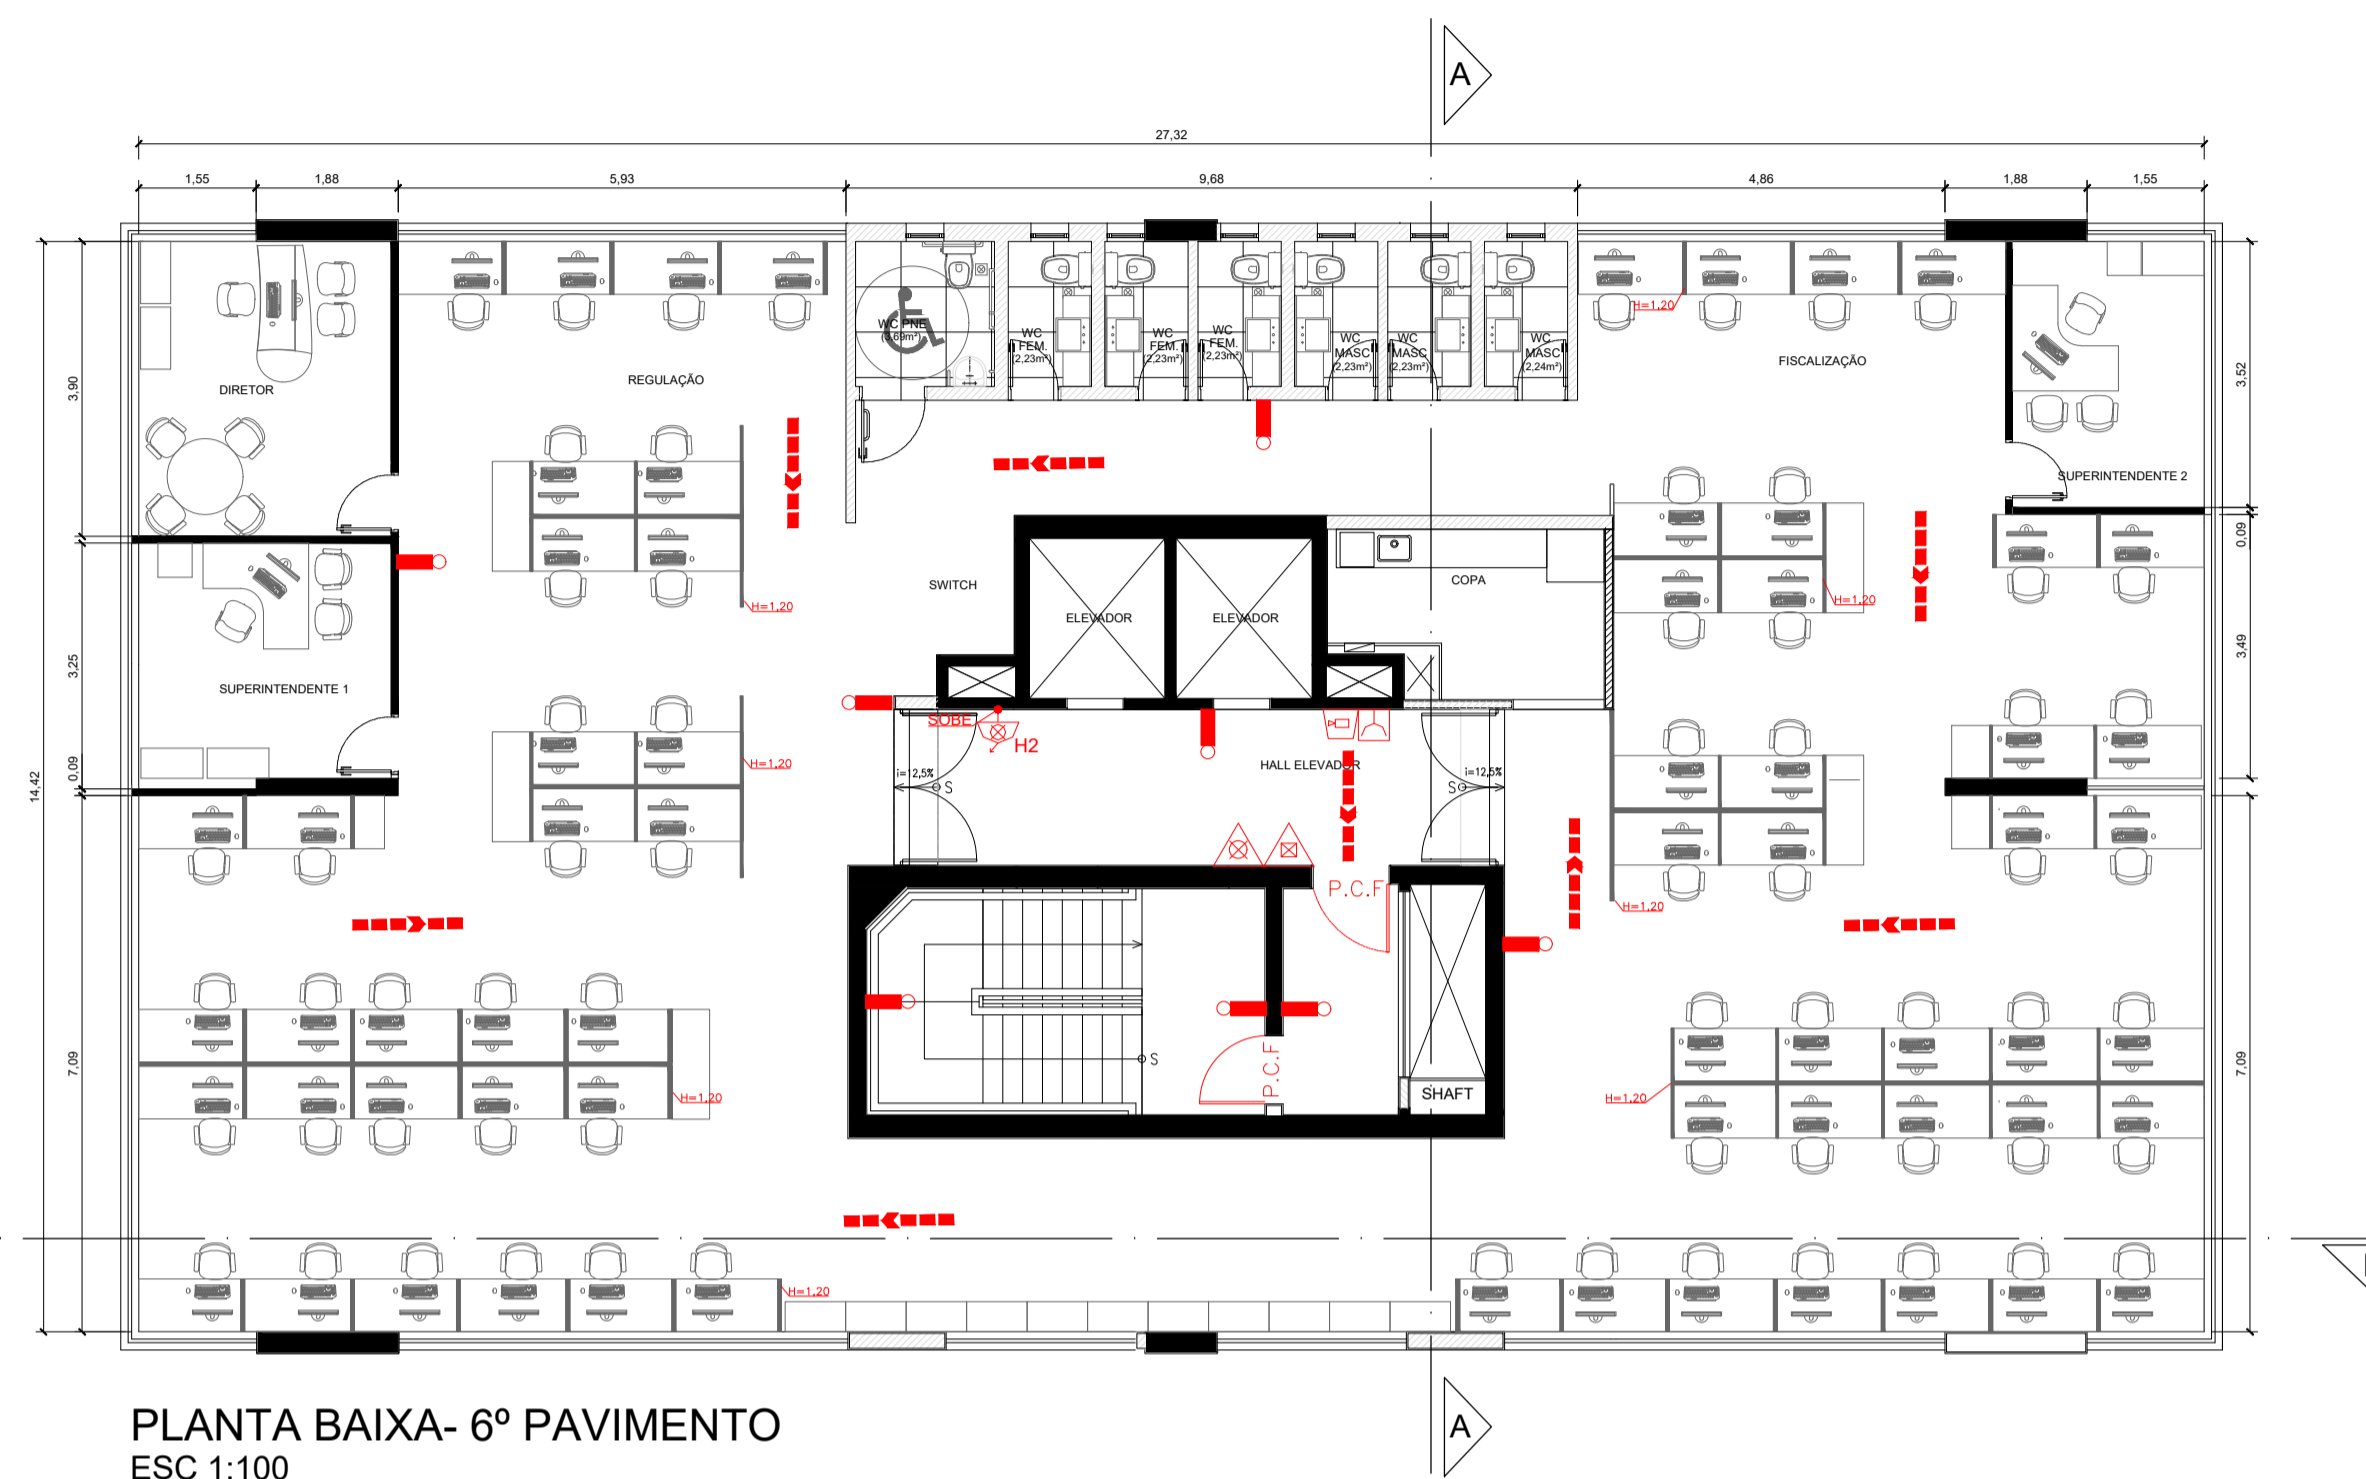 A
27,32
1,55
1,88
5,93
9,68
4,86
1,88
1,55
14,42
3,90
3,25
0,09
7,09
3,52
0,09
3,49
7,09
DIRETOR
REGULAÇÃO
WC PNE
(3,69m²)
WC
FEM.
(2,23m²)
WC
FEM.
(2,23m²)
WC
FEM.
(2,23m²)
WC
MASC
(2,23m²)
WC
MASC
(2,23m²)
WC
MASC
(2,24m²)
H=1,20
FISCALIZAÇÃO
SUPERINTENDENTE 2
SWITCH
ELEVADOR
ELEVADOR
COPA
H=1,20
H=1,20
SUPERINTENDENTE 1
SOBE
H2
H=1,20
HALL ELEVADOR
i=12,5%
S
i=12,5%
S
P.C.F
H=1,20
P.C.F
S
SHAFT
H=1,20
H=1,20
H=1,20
A
PLANTA BAIXA- 6º PAVIMENTO
ESC 1:100